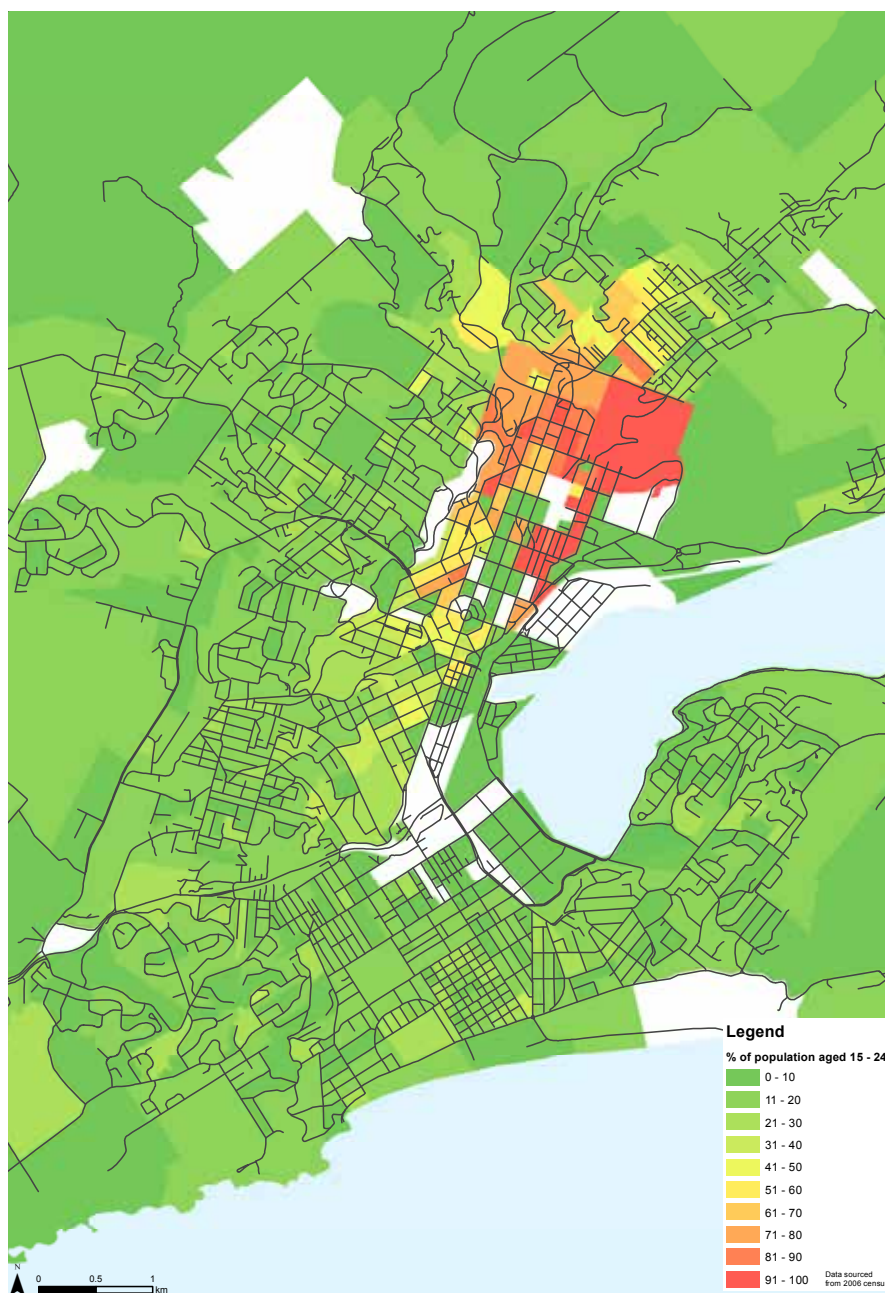 Legend
% of population aged 15 - 24
0 - 10
11 - 20
21 - 30
31 - 40
41 - 50
51 - 60
61 - 70
71 - 80
81 - 90
91 - 100
Data sourced
from 2006 censu
N
0 0.5 1
km